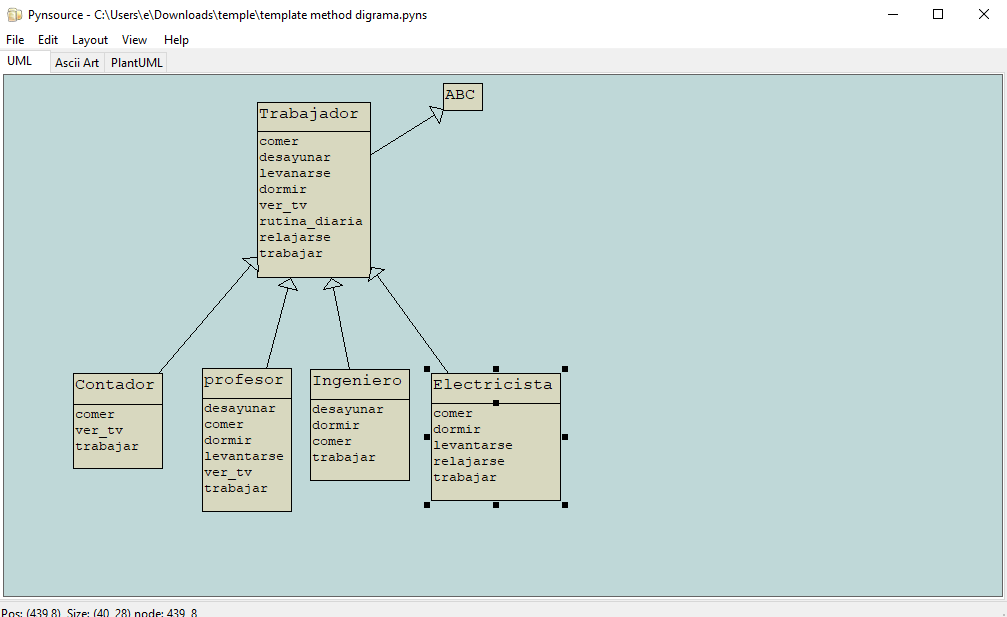 Pynsource - C:\Users\e\Downloads\temple\template method digrama.pyns
File Edit Layout View Help
UML Ascii Art PlantUML
ABC
Trabajador
comer
desayunar
levanarse
dormir
ver_tv
rutina_diaria
relajarse
trabajar
Contador
comer
ver_tv
trabajar
profesor
desayunar
comer
dormir
levantarse
ver_tv
trabajar
Ingeniero
desayunar
dormir
comer
trabajar
Electricista
comer
dormir
levantarse
relajarse
trabajar
Pos: (439,8) Size: (40, 28) node: 439, 8